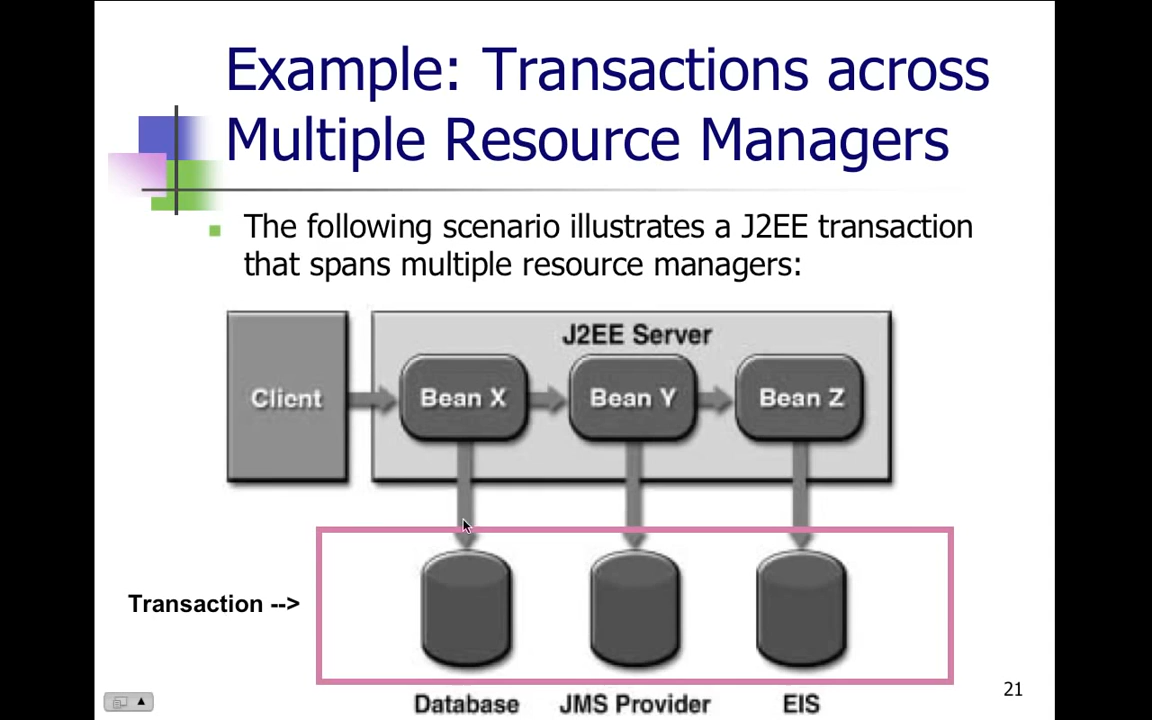 Example: Transactions across
Multiple Resource Managers
The following scenario illustrates a J2EE transaction
that spans multiple resource managers:
J2EE Server
Client
Bean X
Bean Y
Bean Z
Transaction -->
Database
JMS Provider
EIS
21